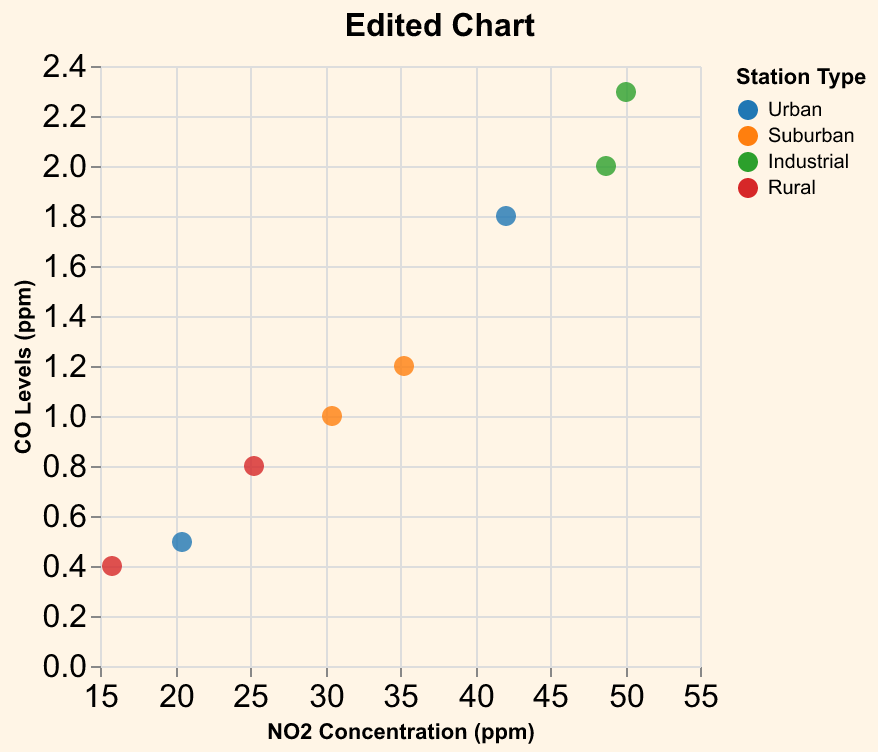 Edited Chart
2.4
2.2
2.0
1.8
1.6
1.4
1.2
1.0
0.8
0.6
0.4
0.2
0.0
CO Levels (ppm)
15 20 25 30 35 40 45 50 55
NO2 Concentration (ppm)
Station Type
Urban
Suburban
Industrial
Rural